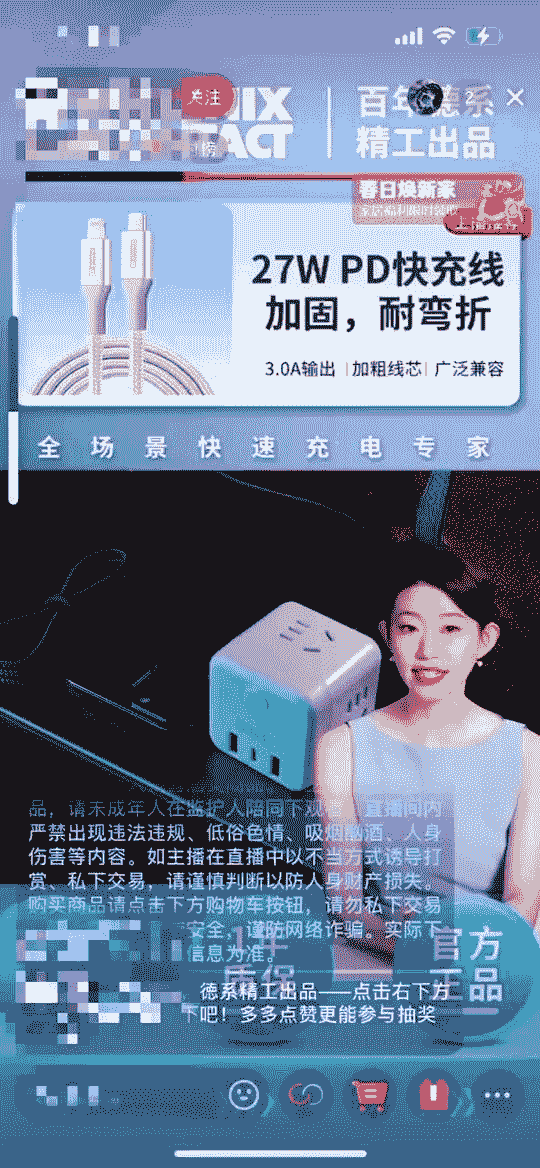 关注
百年德系
精工出品
春日焕新家
27W PD快充线
加固，耐弯折
3.0A输出 | 加粗线芯 | 广泛兼容
全场景快速充电专家
品，请未成年人在监护人陪同下观
直播间内
严禁出现违法违规、低俗色情、吸烟酗酒、人身
伤害等内容。如主播在直播中以不当方式诱导打
赏、私下交易，请谨慎判断以防人身财产损失。
购买商品请点击下方购物车按钮，请勿私下交易
安全，谨防网络诈骗。实际下
信息为准。
质保
官方
正品
德系精工出品——点击右下方
下吧！多多点赞更能参与抽奖